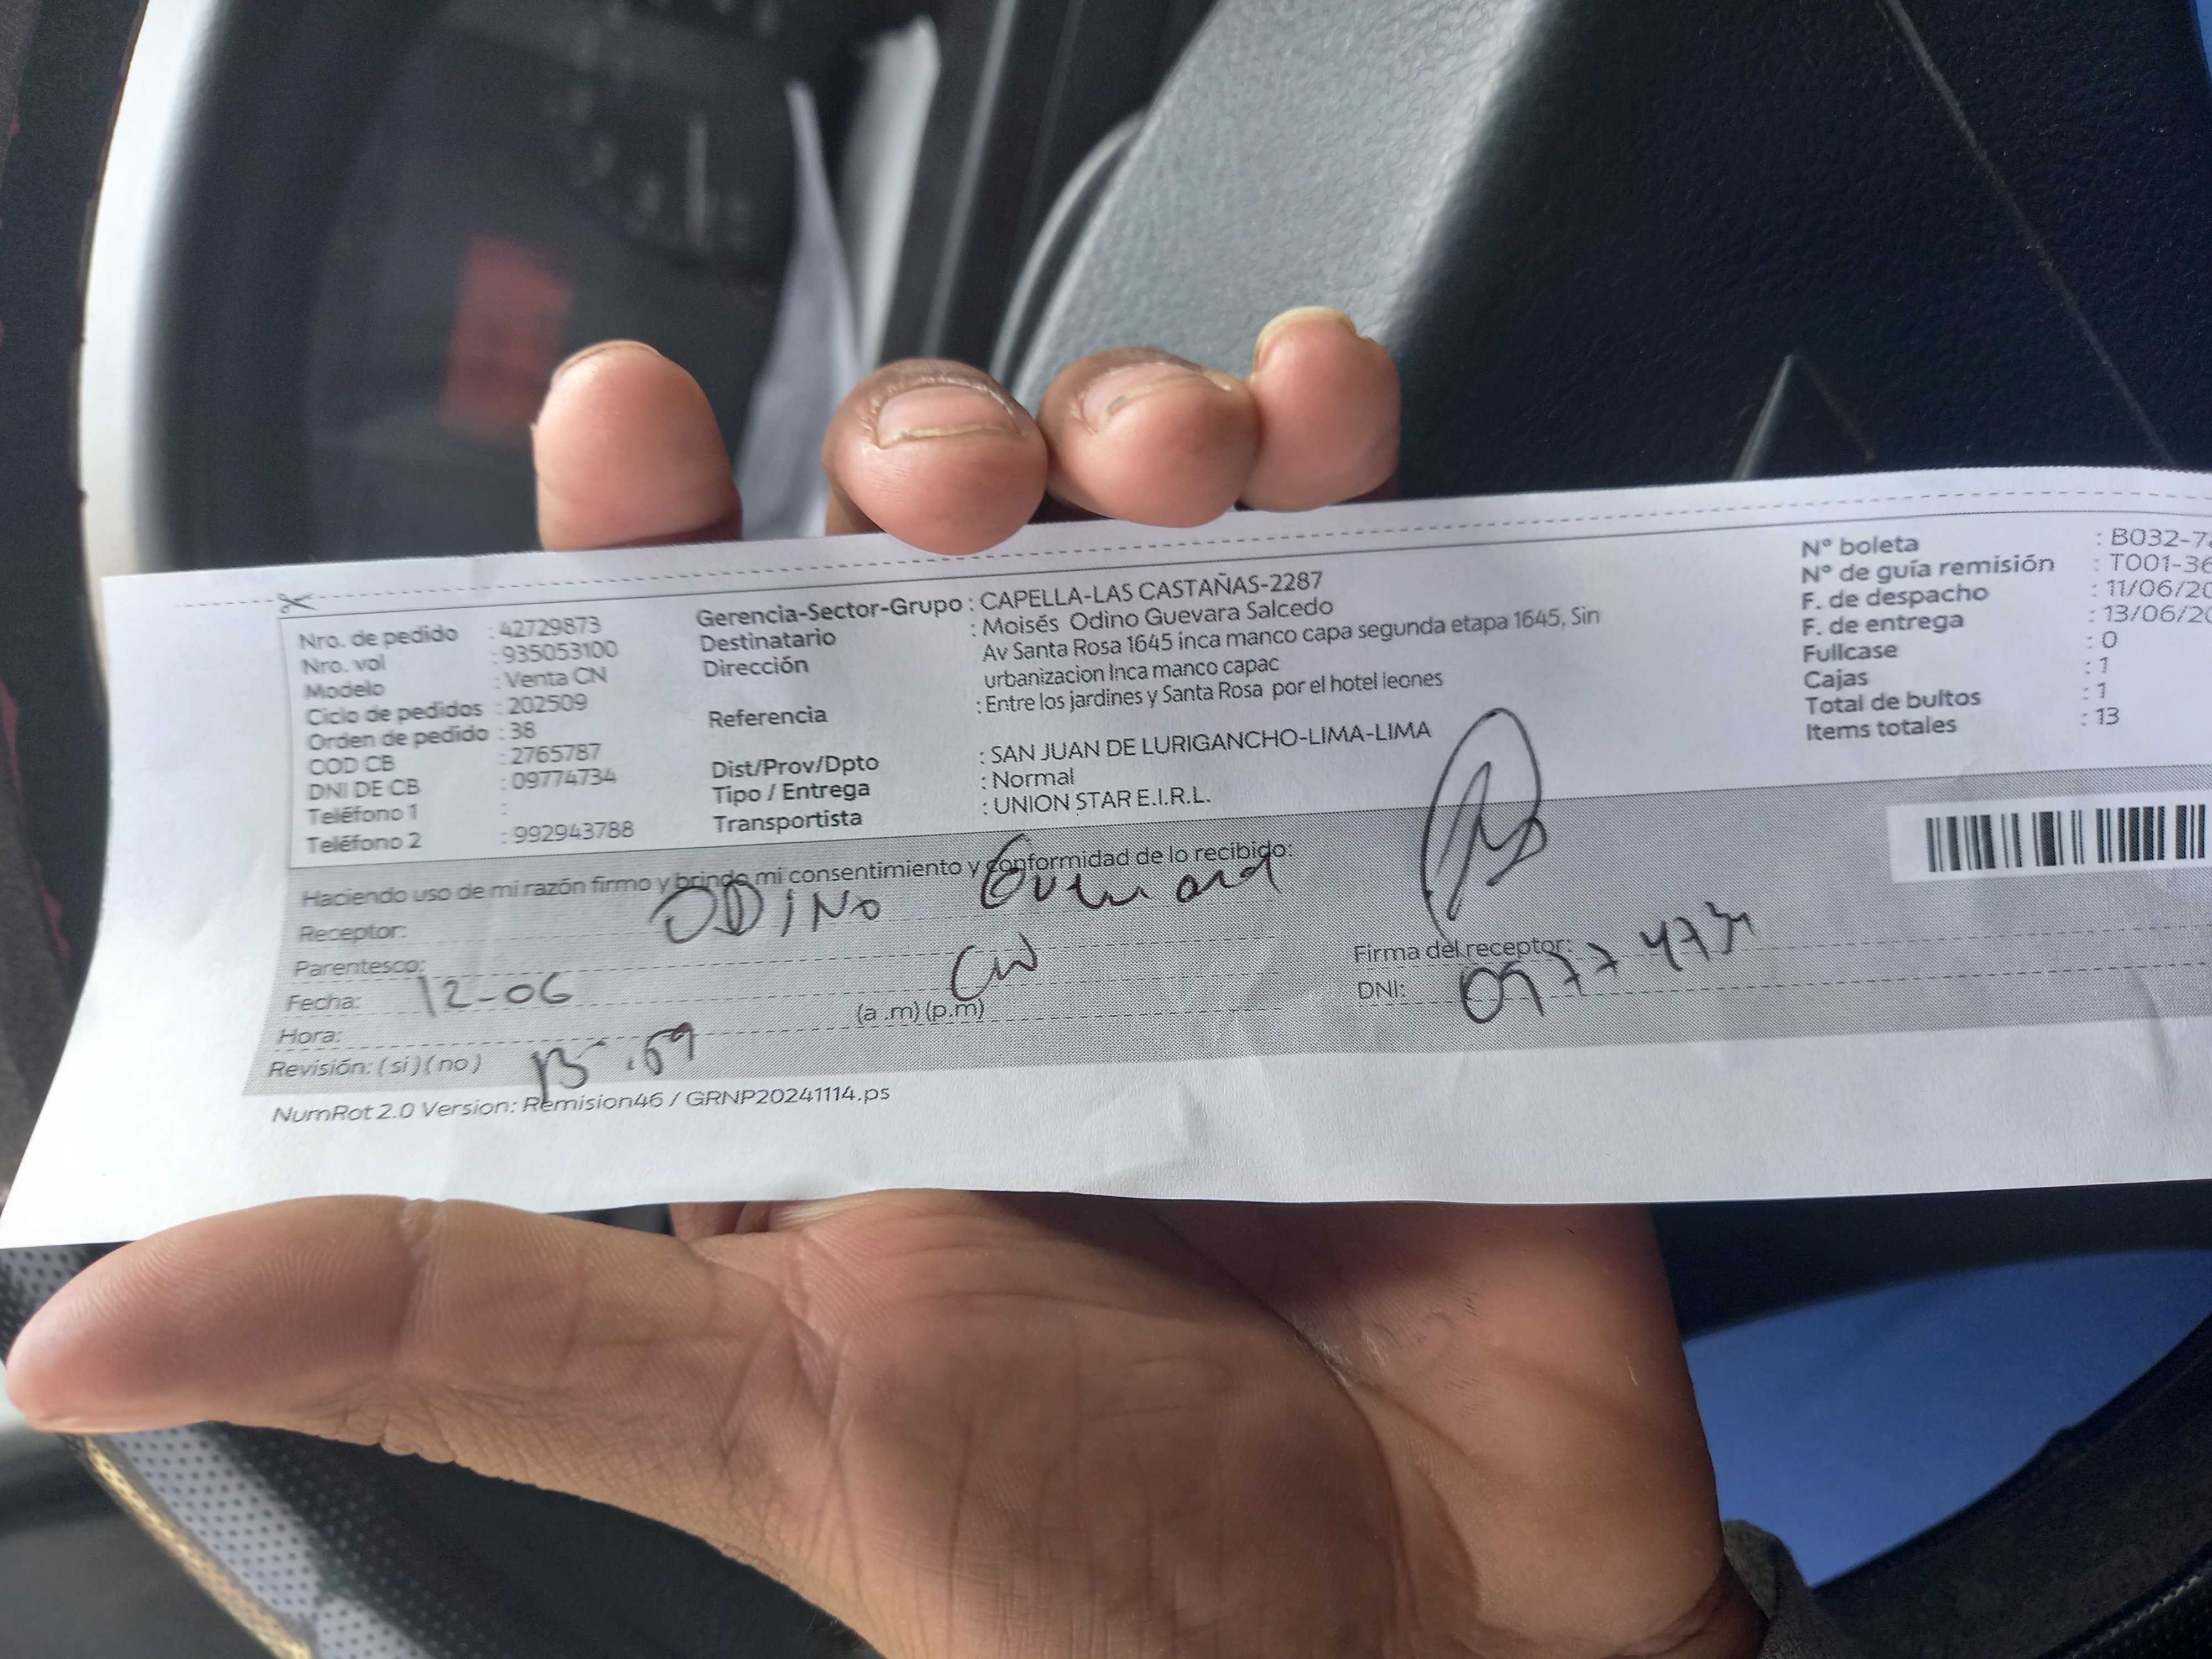 Nro. de pedido : 42729873
Nro. vol : 935053100
Modelo : Venta CN
Ciclo de pedidos : 202509
Orden de pedido : 38
COD CB : 2765787
DNI DE CB : 09774734
Teléfono 1 :
Teléfono 2 : 992943788
Gerencia-Sector-Grupo : CAPELLA-LAS CASTAÑAS-2287
Destinatario : Moisés Odino Guevara Salcedo
Dirección Av Santa Rosa 1645 inca manco capa segunda etapa 1645, Sin
urbanizacion Inca manco capac
Referencia : Entre los jardines y Santa Rosa por el hotel leones
Dist/Prov/Dpto : SAN JUAN DE LURIGANCHO-LIMA-LIMA
Tipo / Entrega : Normal
Transportista : UNION STAR E.I.R.L.
N° boleta : B032-7
N° de guía remisión : T001-36
F. de despacho : 11/06/20
F. de entrega : 13/06/20
Fullcase : 0
Cajas : 1
Total de bultos : 1
Items totales : 13
Haciendo uso de mi razón firmo y brindo mi consentimiento y conformidad de lo recibido:
Receptor: ODiNo
Parentesco:
Fecha: 12-06
Hora: (a .m) (p.m)
Revisión: ( sí ) ( no )
Firma del receptor:
DNI: 09774734
NumRot 2.0 Version: Remision46 / GRNP20241114.ps